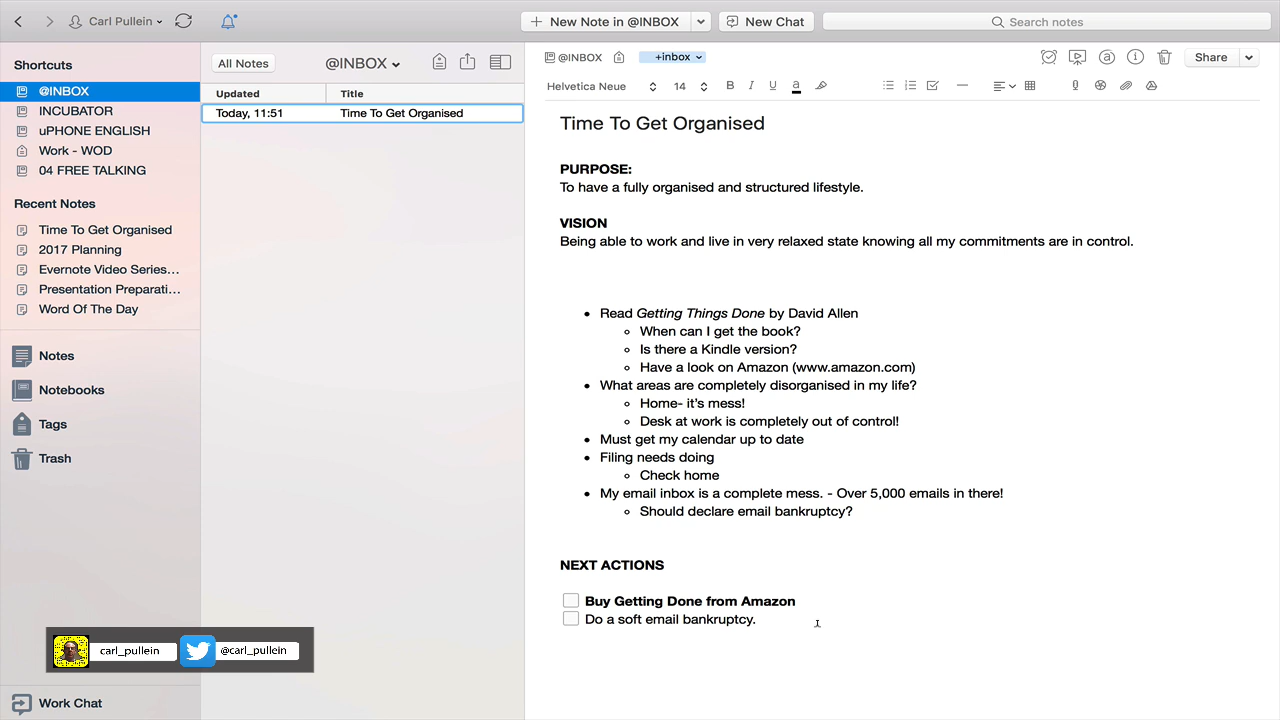 Carl Pullein
New Note in @INBOX
New Chat
Search notes
Shortcuts
@INBOX
INCUBATOR
uPHONE ENGLISH
Work - WOD
04 FREE TALKING
Recent Notes
Time To Get Organised
2017 Planning
Evernote Video Series...
Presentation Preparati...
Word Of The Day
Notes
Notebooks
Tags
Trash
carl_pullein
@carl_pullein
Work Chat
All Notes
@INBOX
Updated Title
Today, 11:51 Time To Get Organised
@INBOX +inbox
Share
Helvetica Neue 14 B I U a
Time To Get Organised
PURPOSE:
To have a fully organised and structured lifestyle.
VISION
Being able to work and live in very relaxed state knowing all my commitments are in control.
• Read Getting Things Done by David Allen
◦ When can I get the book?
◦ Is there a Kindle version?
◦ Have a look on Amazon (www.amazon.com)
• What areas are completely disorganised in my life?
◦ Home- it's mess!
◦ Desk at work is completely out of control!
• Must get my calendar up to date
• Filing needs doing
◦ Check home
• My email inbox is a complete mess. - Over 5,000 emails in there!
◦ Should declare email bankruptcy?
NEXT ACTIONS
Buy Getting Done from Amazon
Do a soft email bankruptcy.